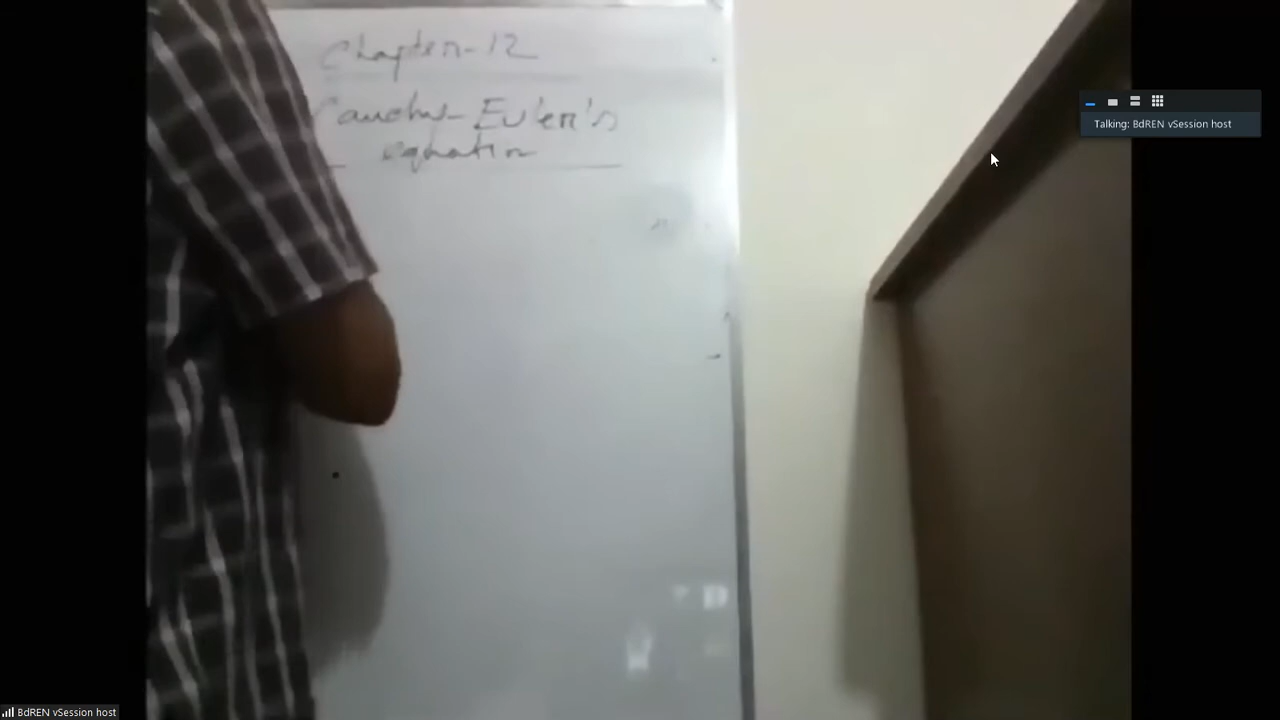 Chapter-12
Cauchy-Euler's
equation
Talking: BdREN vSession host
BdREN vSession host